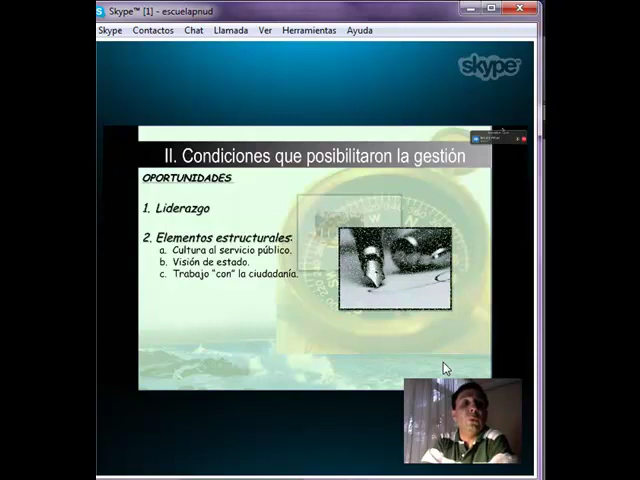 Skype™ [1] - escuelapnud
Skype Contactos Chat Llamada Ver Herramientas Ayuda
skype
II. Condiciones que posibilitaron la gestión
OPORTUNIDADES
1. Liderazgo
2. Elementos estructurales:
a. Cultura al servicio público.
b. Visión de estado.
c. Trabajo "con" la ciudadanía.